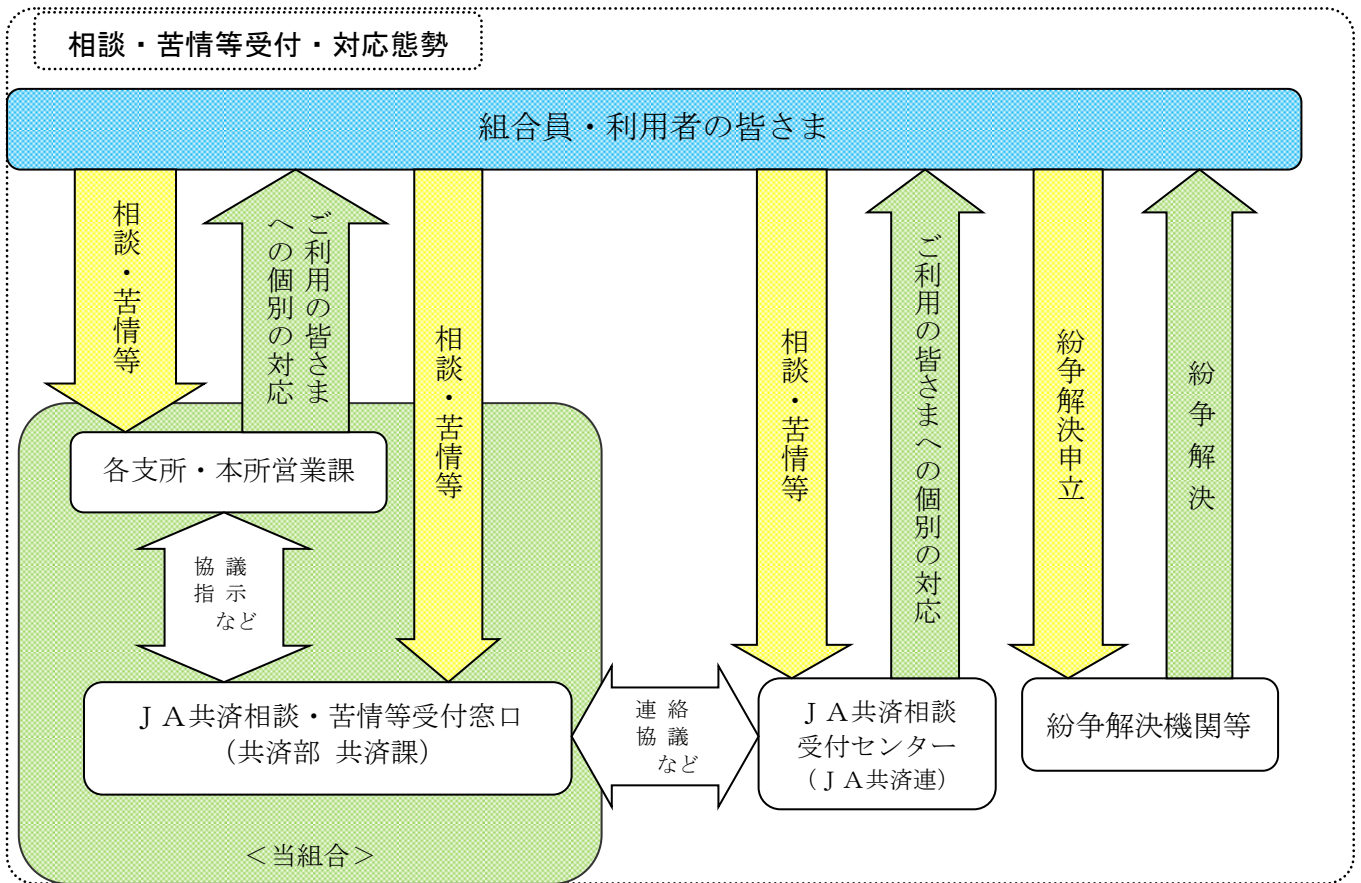 相談・苦情等受付・対応態勢
組合員・利用者の皆さま
相談・苦情等
ご利用の皆さま
への個別の対応
相談・苦情等
相談・苦情等
ご利用の皆さまへの個別の対応
紛争解決申立
紛争解決
各支所・本所営業課
協議
指示
など
ＪＡ共済相談・苦情等受付窓口
（共済部 共済課）
連絡
協議
など
ＪＡ共済相談
受付センター
（ＪＡ共済連）
紛争解決機関等
＜当組合＞